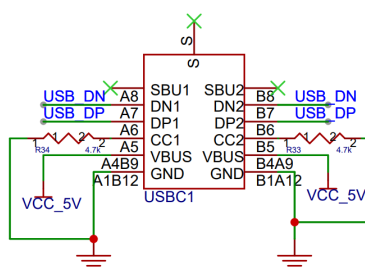 S
S
SBU1 SBU2
USB_DN A8 DN1 DN2 B8 USB_DN
USB_DP A7 DP1 DP2 B7 USB_DP
1 2 2 A6 CC1 CC2 B6 1 2 2
R34 4.7k A5 VBUS VBUS B5 R33 4.7k
A4B9 GND GND B4A9
VCC_5V A1B12 USBC1 B1A12 VCC_5V